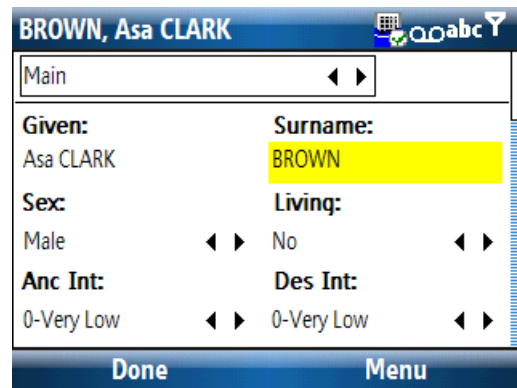 BROWN, Asa CLARK abc
Main
Given: Surname:
Asa CLARK BROWN
Sex: Living:
Male No
Anc Int: Des Int:
0-Very Low 0-Very Low
Done Menu